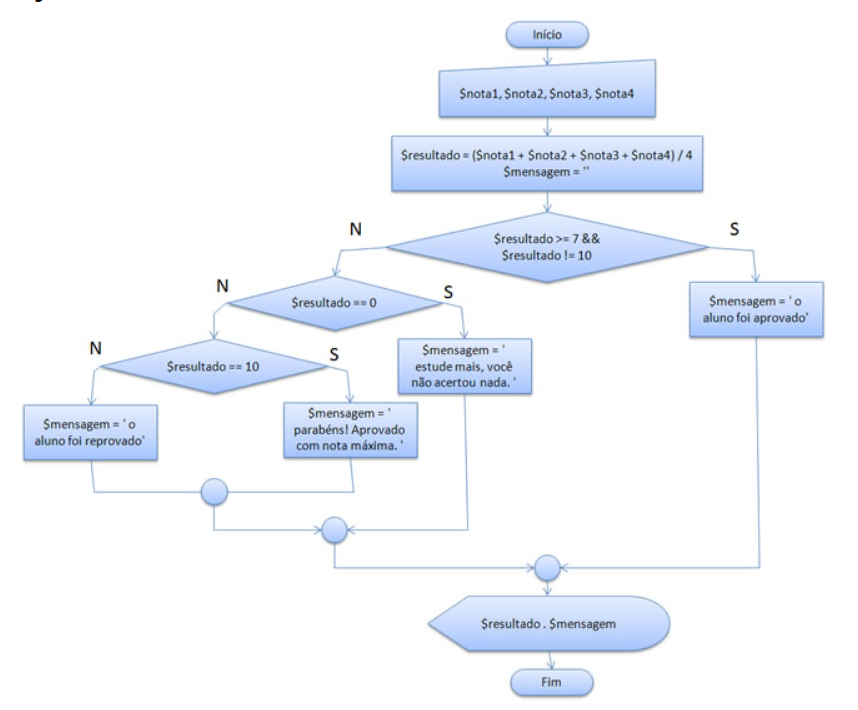 Início
$nota1, $nota2, $nota3, $nota4
$resultado = ($nota1 + $nota2 + $nota3 + $nota4) / 4
$mensagem = ''
N
S
$resultado >= 7 &&
$resultado != 10
N
S
$resultado == 0
$mensagem = ' o
aluno foi aprovado'
N
S
$resultado == 10
$mensagem = '
estude mais, você
não acertou nada. '
$mensagem = ' o
aluno foi reprovado'
$mensagem = '
parabéns! Aprovado
com nota máxima. '
$resultado . $mensagem
Fim